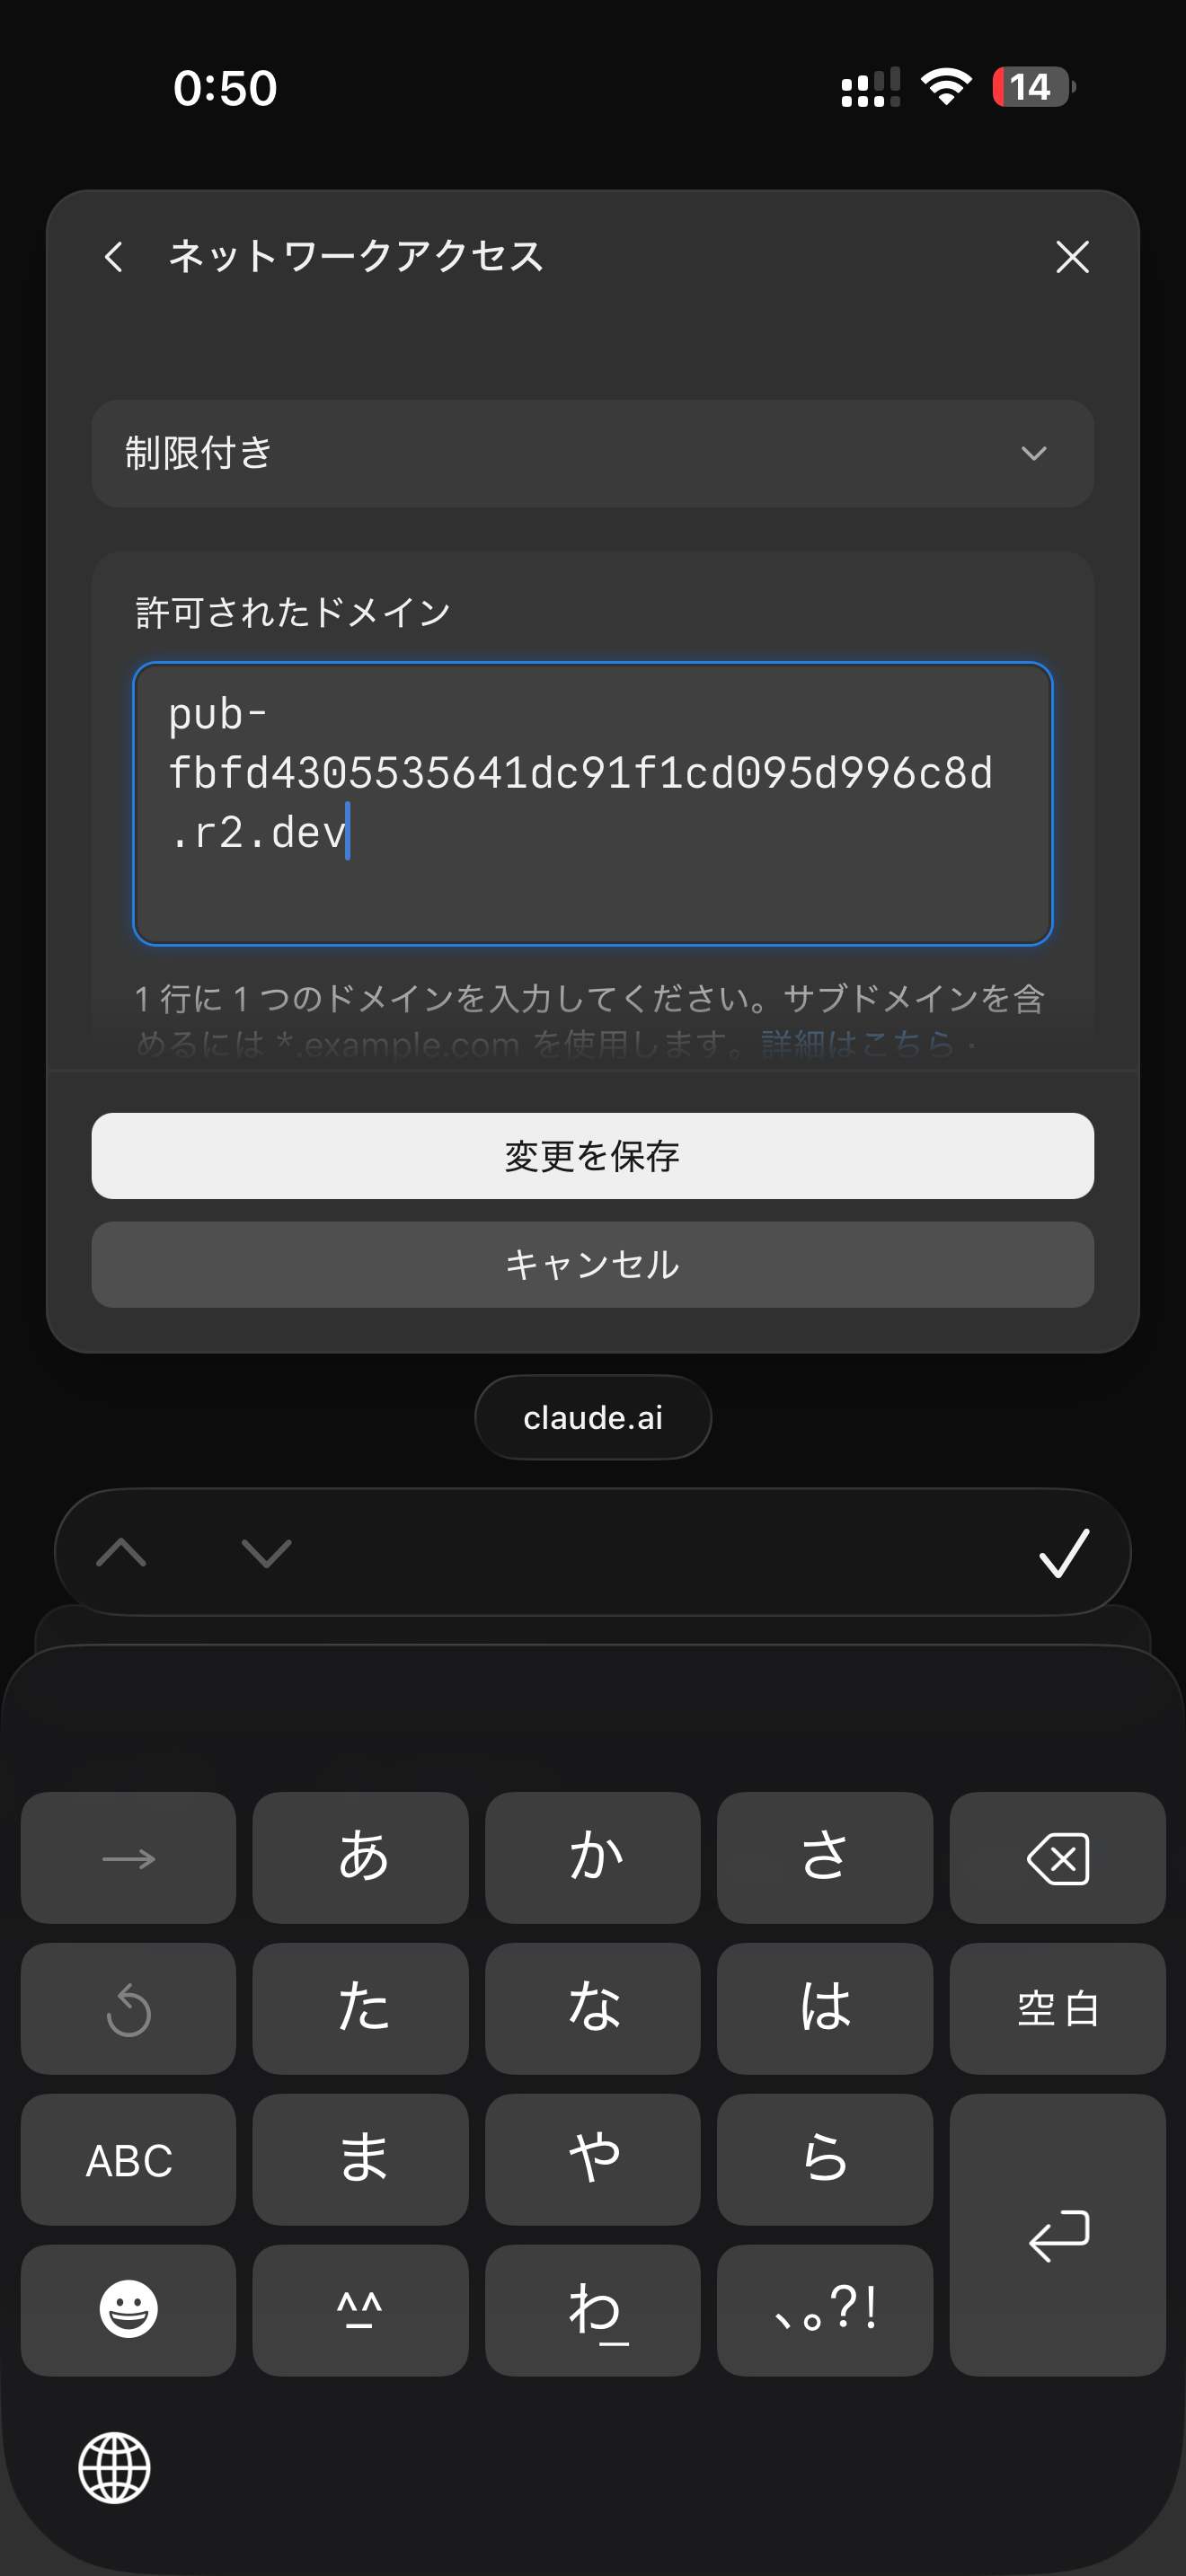 0:50
14
ネットワークアクセス
制限付き
許可されたドメイン
pub-
fbfd4305535641dc91f1cd095d996c8d
.r2.dev
1 行に 1 つのドメインを入力してください。サブドメインを含
めるには *.example.com を使用します。詳細はこちら・
変更を保存
キャンセル
claude.ai
→ あ か さ
た な は 空白
ABC ま や ら
^^ わ_ 、。?!